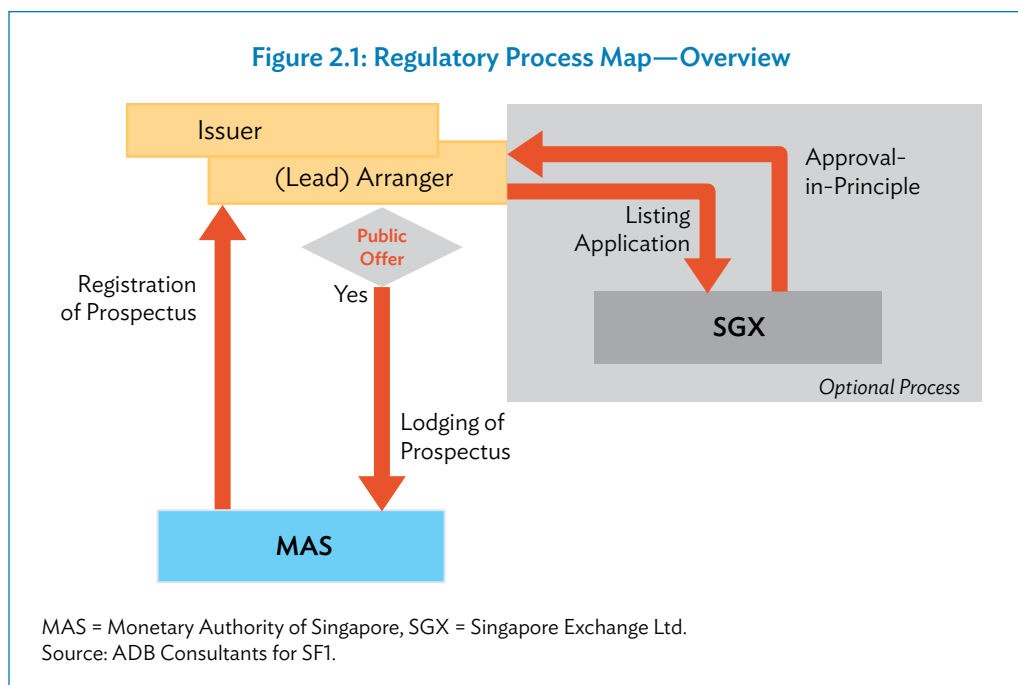 Figure 2.1: Regulatory Process Map—Overview
Issuer
(Lead) Arranger
Approval-
in-Principle
Listing
Application
Public
Offer
Yes
Registration
of Prospectus
SGX
Optional Process
Lodging of
Prospectus
MAS
MAS = Monetary Authority of Singapore, SGX = Singapore Exchange Ltd.
Source: ADB Consultants for SF1.